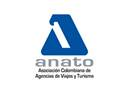 anato
Asociación Colombiana de
Agencias de Viajes y Turismo